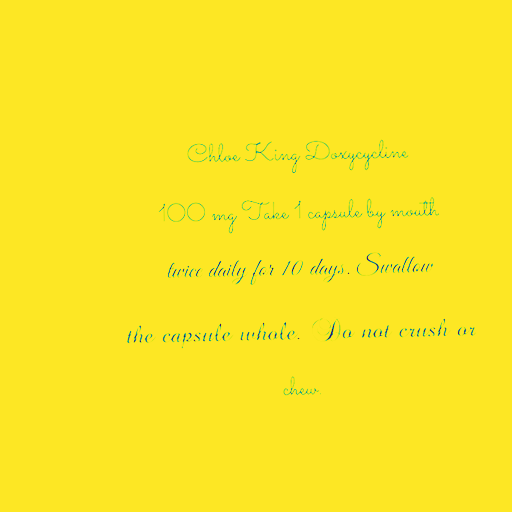 Chloe King Doxycycline
100 mg Take 1 capsule by mouth
twice daily for 10 days. Swallow
the capsule whole. Do not crush or
chew.